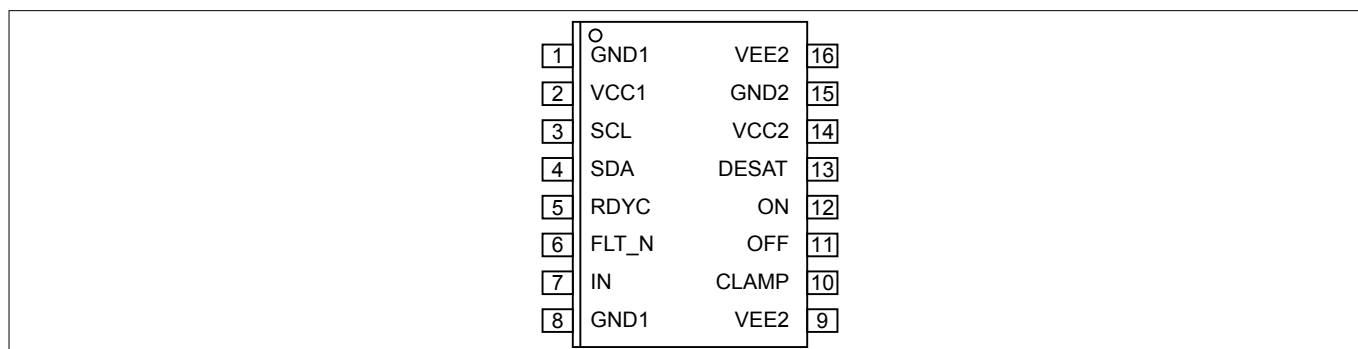 1 GND1 VEE2 16
2 VCC1 GND2 15
3 SCL VCC2 14
4 SDA DESAT 13
5 RDYC ON 12
6 FLT_N OFF 11
7 IN CLAMP 10
8 GND1 VEE2 9